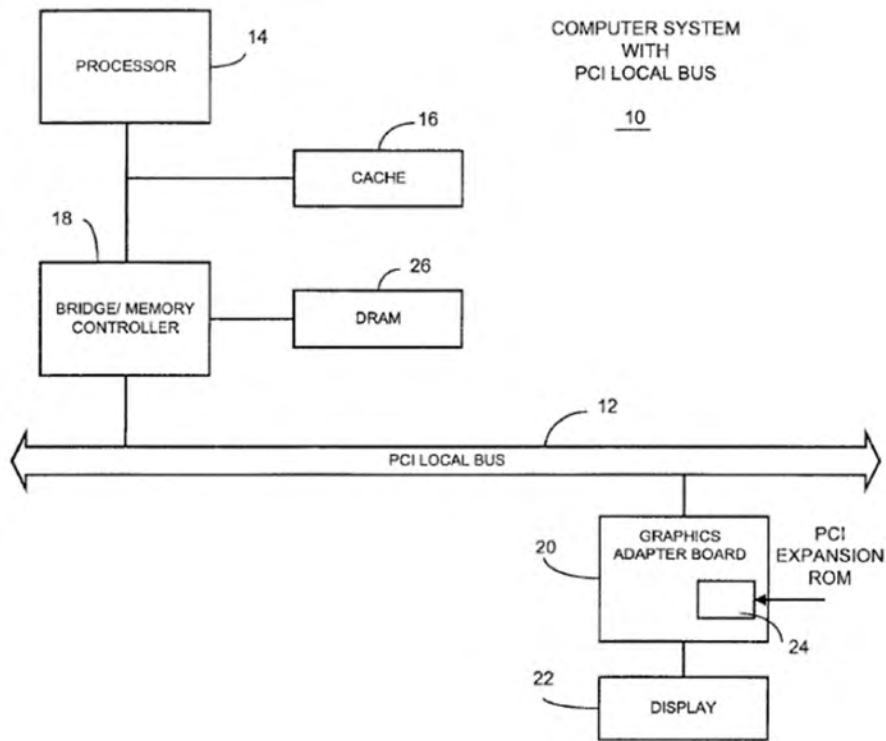 COMPUTER SYSTEM
WITH
PCI LOCAL BUS
10
14
PROCESSOR
16
CACHE
18
BRIDGE/ MEMORY
CONTROLLER
26
DRAM
12
PCI LOCAL BUS
20
GRAPHICS
ADAPTER BOARD
PCI
EXPANSION
ROM
24
22
DISPLAY